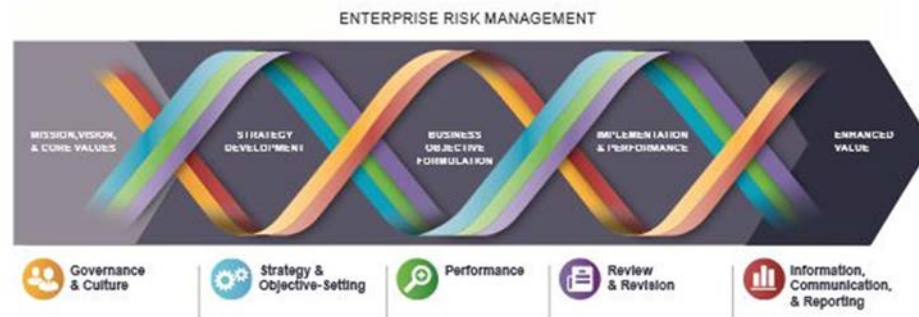 ENTERPRISE RISK MANAGEMENT
MISSION, VISION,
& CORE VALUES
STRATEGY
DEVELOPMENT
BUSINESS
OBJECTIVE
FORMULATION
IMPLEMENTATION
& PERFORMANCE
ENHANCED
VALUE
Governance
& Culture
Strategy &
Objective-Setting
Performance
Review
& Revision
Information,
Communication,
& Reporting